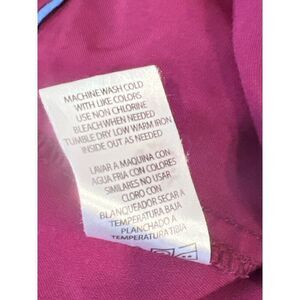 MACHINE WASH COLD
WITH LIKE COLORS
USE NON CHLORINE
BLEACH WHEN NEEDED
TUMBLE DRY LOW WARM IRON
INSIDE OUT AS NEEDED
LAVAR A MAQUINA CON
AGUA FRIA CON COLORES
SIMILARES NO USAR
CLORO CON
BLANQUEADOR SECAR A
TEMPERATURA BAJA
PLANCHADO A
TEMPERATURA TIBIA